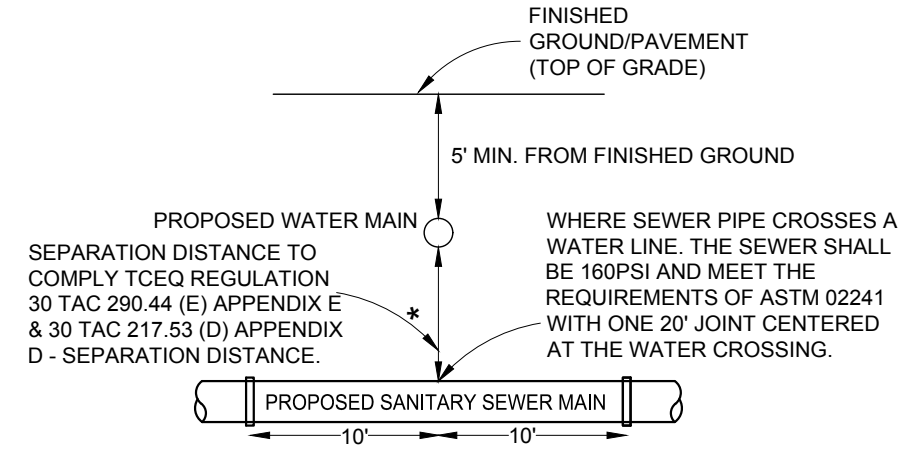 FINISHED
GROUND/PAVEMENT
(TOP OF GRADE)
5' MIN. FROM FINISHED GROUND
PROPOSED WATER MAIN
SEPARATION DISTANCE TO
COMPLY TCEQ REGULATION
30 TAC 290.44 (E) APPENDIX E
& 30 TAC 217.53 (D) APPENDIX
D - SEPARATION DISTANCE.
*
WHERE SEWER PIPE CROSSES A
WATER LINE. THE SEWER SHALL
BE 160PSI AND MEET THE
REQUIREMENTS OF ASTM 02241
WITH ONE 20' JOINT CENTERED
AT THE WATER CROSSING.
PROPOSED SANITARY SEWER MAIN
10'
10'